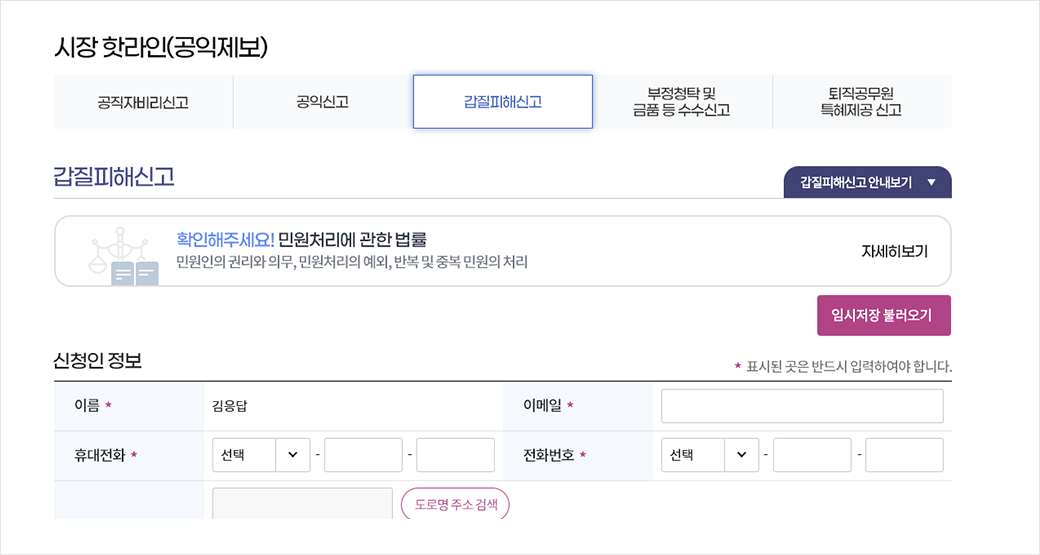 시장 핫라인(공익제보)
공직자비리신고
공익신고
갑질피해신고
부정청탁 및
금품 등 수수신고
퇴직공무원
특혜제공 신고
갑질피해신고
갑질피해신고 안내보기 ▼
확인해주세요! 민원처리에 관한 법률
민원인의 권리와 의무, 민원처리의 예외, 반복 및 중복 민원의 처리
자세히보기
임시저장 불러오기
신청인 정보
* 표시된 곳은 반드시 입력하여야 합니다.
이름 * 김응답 이메일 *
휴대전화 * 선택 - - 전화번호 * 선택 - -
도로명 주소 검색